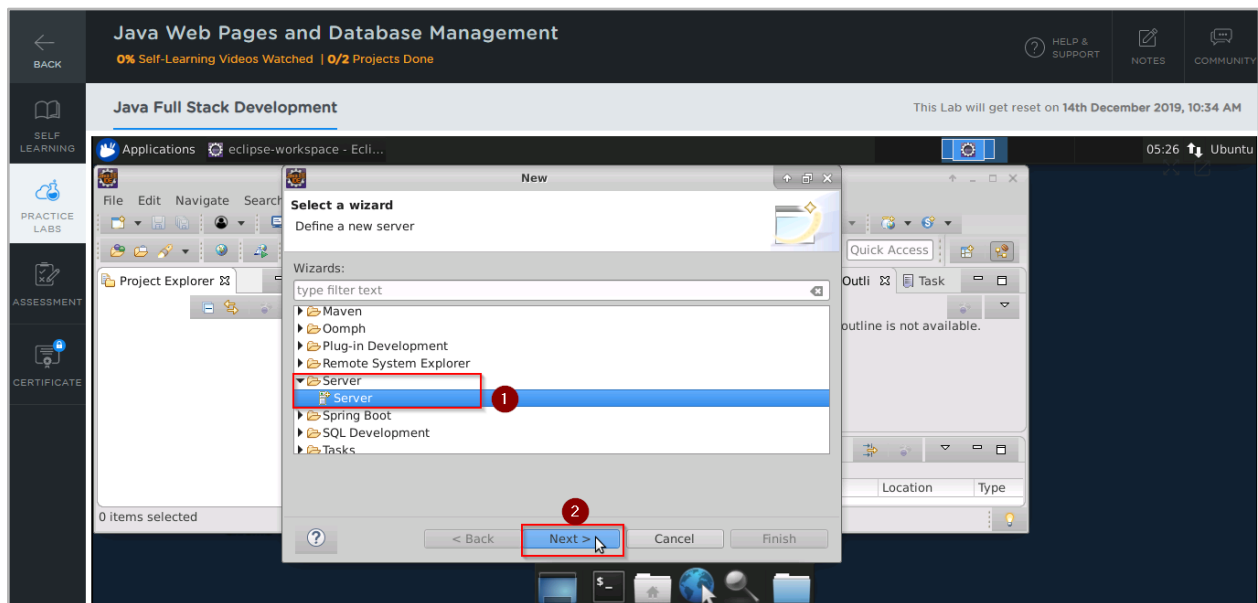 Java Web Pages and Database Management
0% Self-Learning Videos Watched | 0/2 Projects Done
BACK
HELP &
SUPPORT
NOTES
COMMUNITY
Java Full Stack Development
This Lab will get reset on 14th December 2019, 10:34 AM
SELF
LEARNING
PRACTICE
LABS
ASSESSMENT
CERTIFICATE
Applications eclipse-workspace - Ecli...
05:26 Ubuntu
New
File Edit Navigate Search
Select a wizard
Define a new server
Quick Access
Project Explorer
Wizards:
type filter text
Outli Task
outline is not available.
Maven
Oomph
Plug-in Development
Remote System Explorer
Server
Server
1
Spring Boot
SQL Development
Tasks
Location Type
0 items selected
2
? < Back Next > Cancel Finish
$_